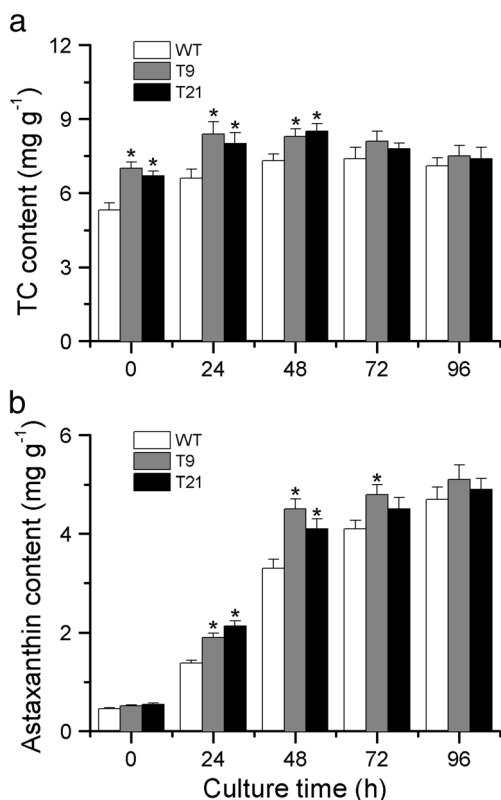 a
WT
T9
T21
TC content (mg g⁻¹)
12
9
6
3
0
* * * * * *
0 24 48 72 96
b
WT
T9
T21
Astaxanthin content (mg g⁻¹)
6
4
2
0
* * * * *
0 24 48 72 96
Culture time (h)